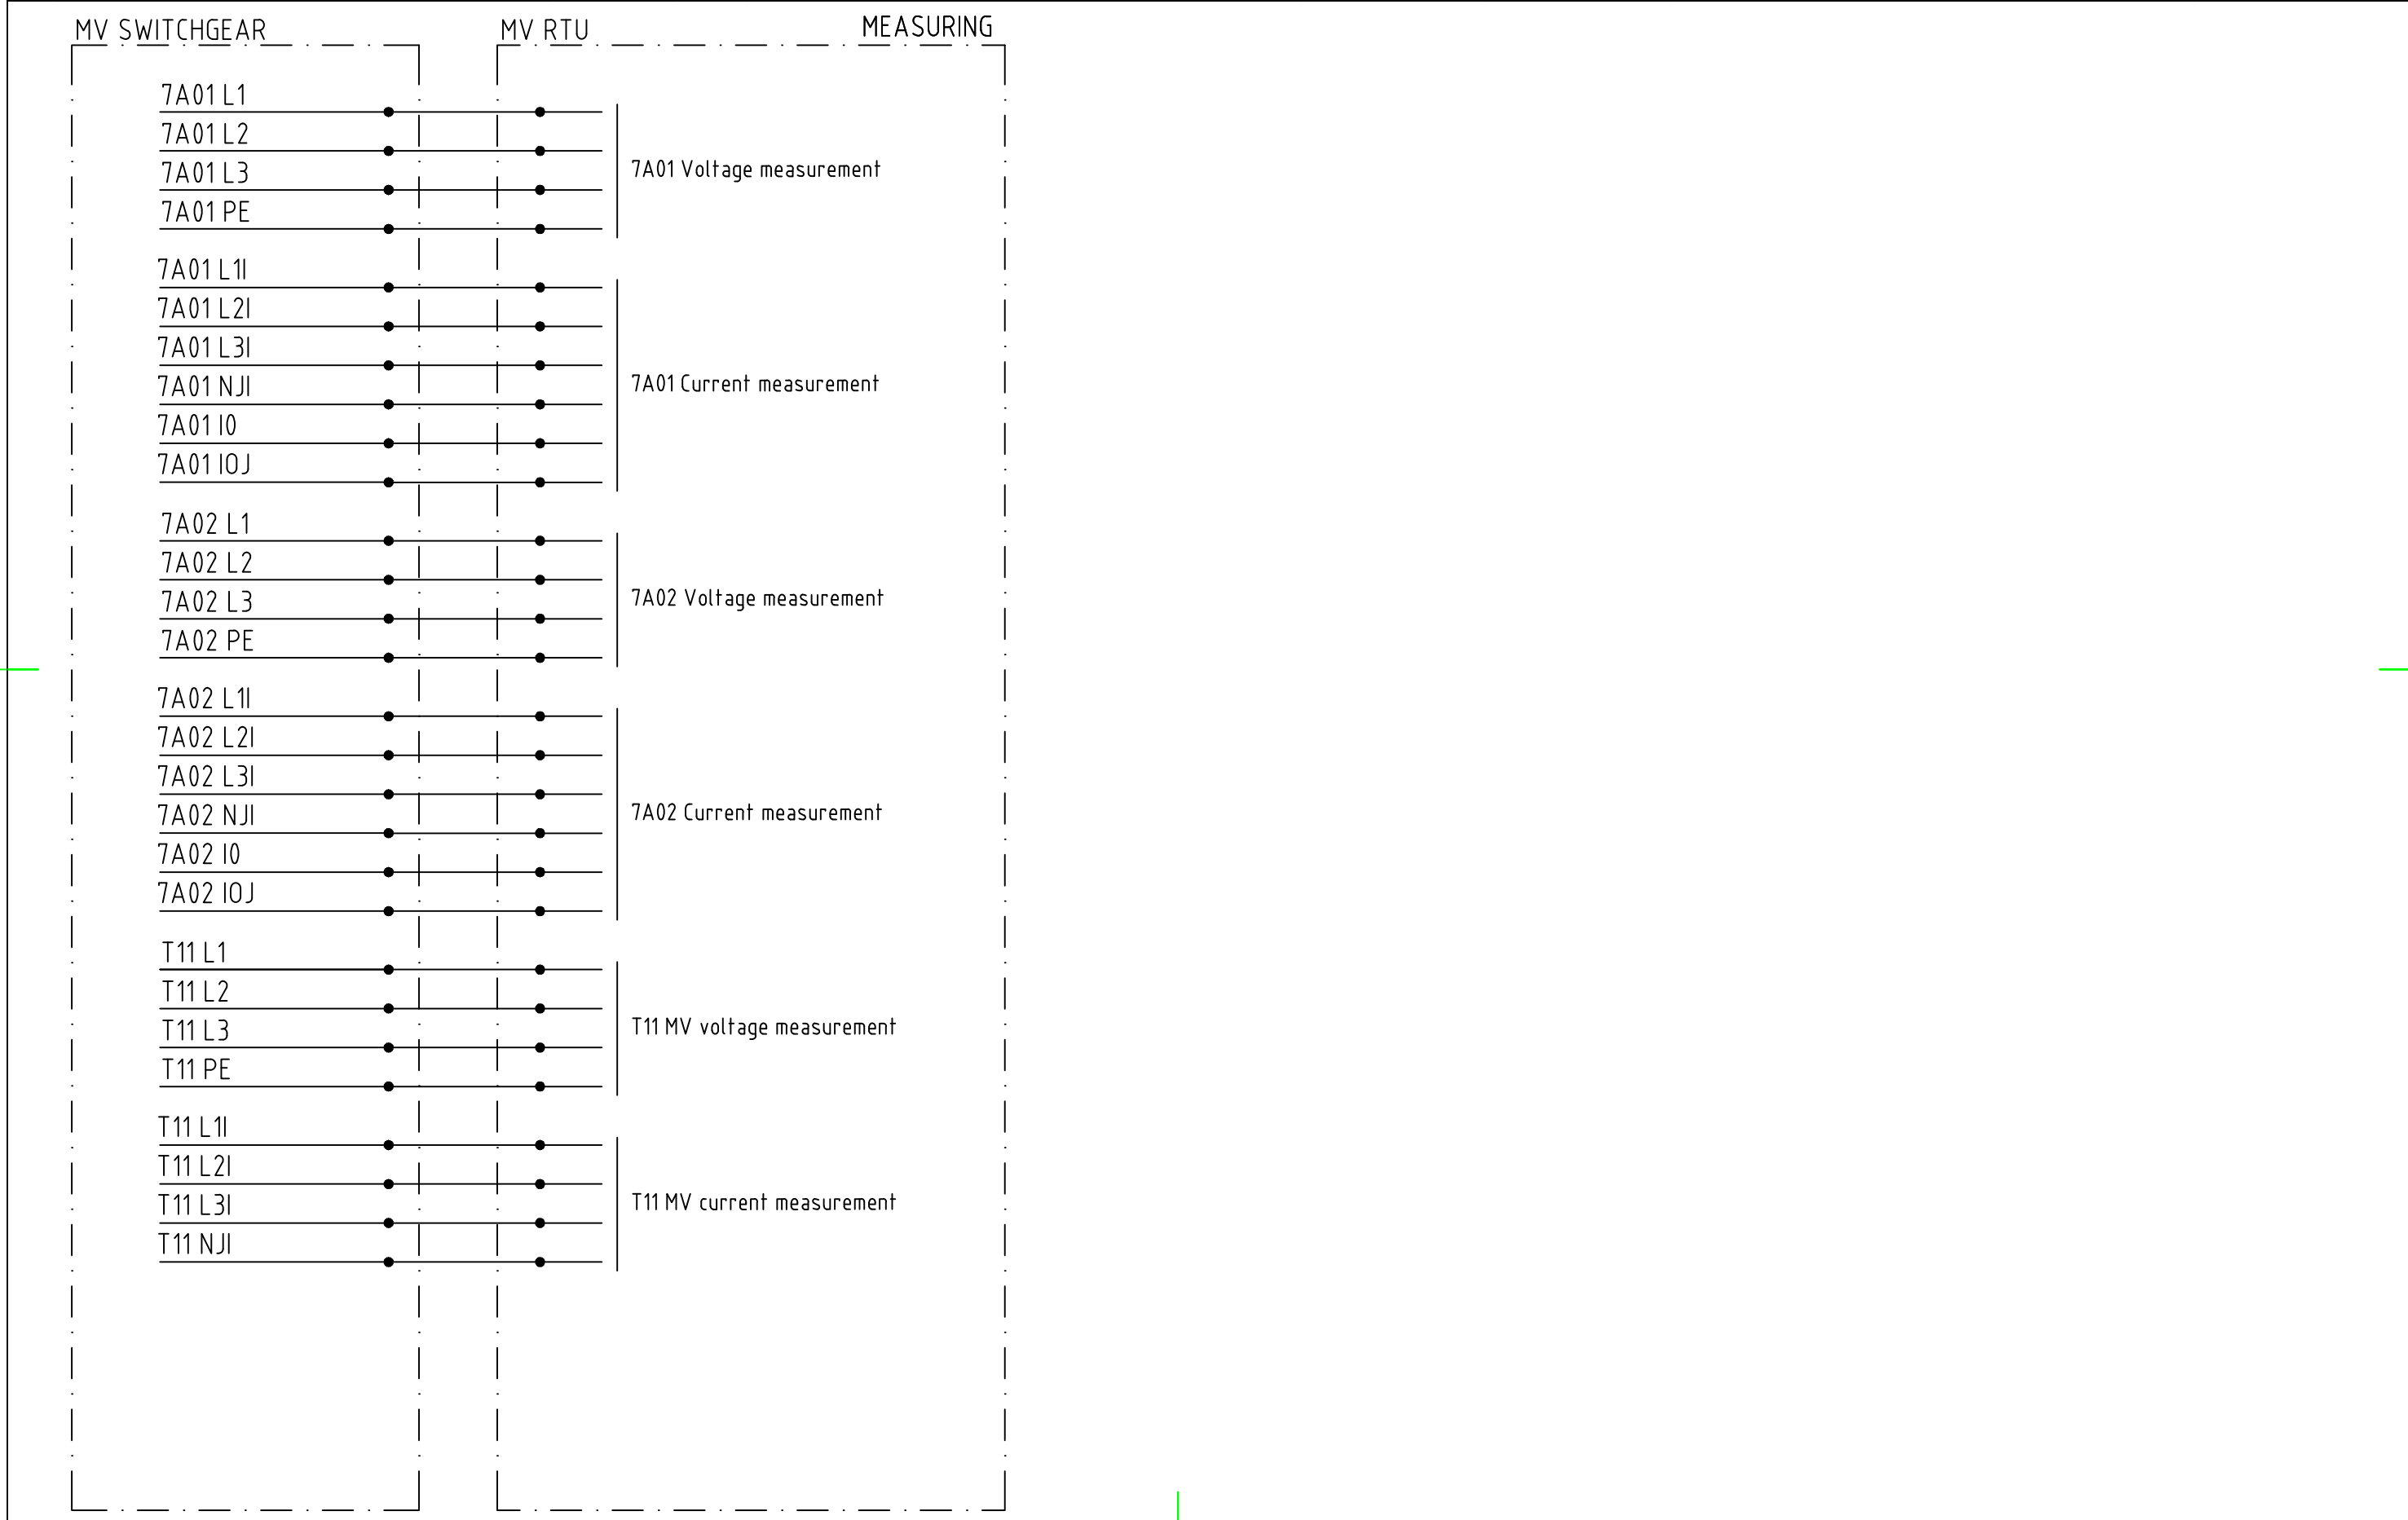 MV SWITCHGEAR
MV RTU
MEASURING
7A01 L1
7A01 L2
7A01 L3
7A01 PE
7A01 Voltage measurement
7A01 L1I
7A01 L2I
7A01 L3I
7A01 NJI
7A01 I0
7A01 IOJ
7A01 Current measurement
7A02 L1
7A02 L2
7A02 L3
7A02 PE
7A02 Voltage measurement
7A02 L1I
7A02 L2I
7A02 L3I
7A02 NJI
7A02 I0
7A02 IOJ
7A02 Current measurement
T11 L1
T11 L2
T11 L3
T11 PE
T11 MV voltage measurement
T11 L1I
T11 L2I
T11 L3I
T11 NJI
T11 MV current measurement